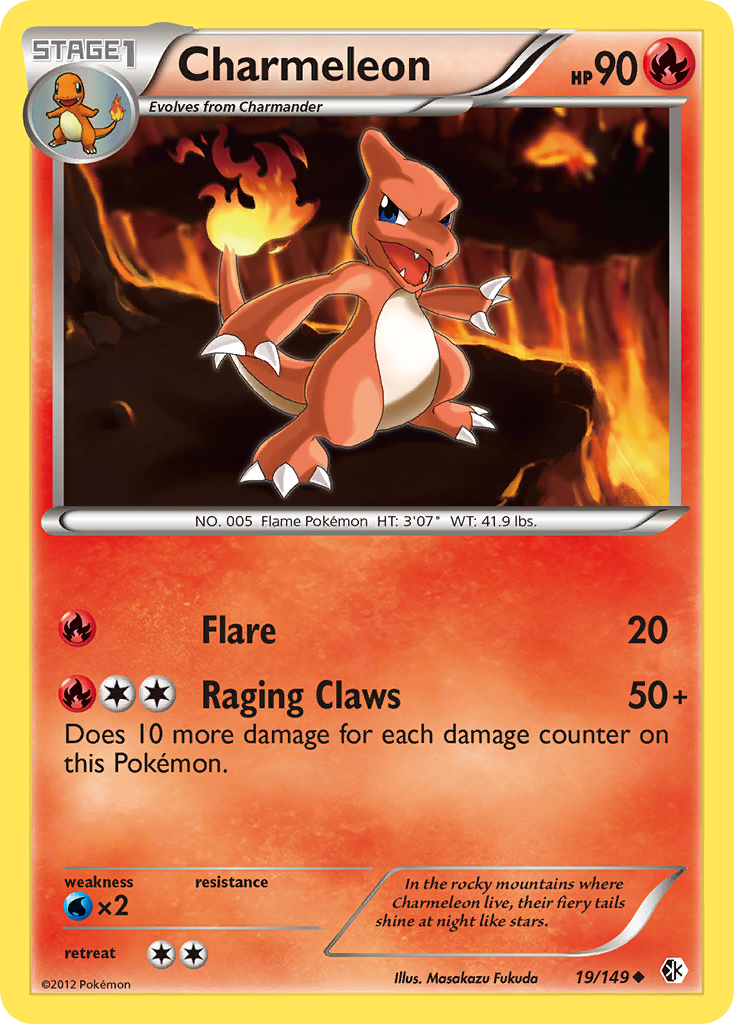 STAGE1
Charmeleon
HP 90
Evolves from Charmander
NO. 005 Flame Pokémon HT: 3'07" WT: 41.9 lbs.
Flare 20
Raging Claws 50+
Does 10 more damage for each damage counter on
this Pokémon.
weakness resistance
×2
In the rocky mountains where
Charmeleon live, their fiery tails
shine at night like stars.
retreat
©2012 Pokémon
Illus. Masakazu Fukuda
19/149